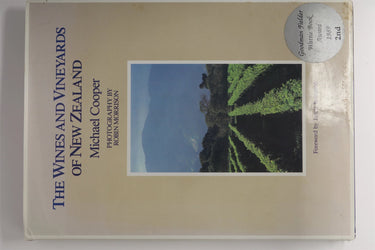 THE WINES AND VINEYARDS
OF NEW ZEALAND
Michael Cooper
PHOTOGRAPHY BY
ROBIN MORRISON
Goodman Fielder
Wattie Book
Award
2nd
Foreword by